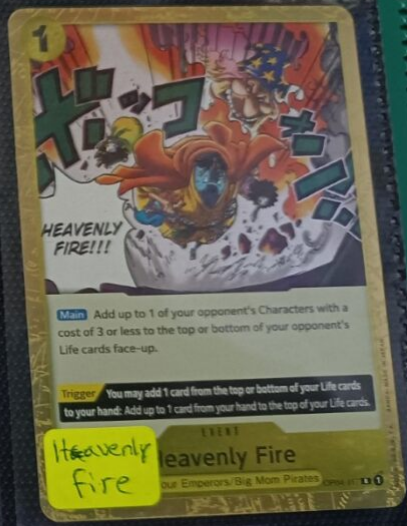 1
HEAVENLY
FIRE!!!
Main Add up to 1 of your opponent's Characters with a
cost of 3 or less to the top or bottom of your opponent's
Life cards face-up.
Trigger You may add 1 card from the top or bottom of your Life cards
to your hand: Add up to 1 card from your hand to the top of your Life cards.
EVENT
Heavenly
fire
eavenly Fire
our Emperors/Big Mom Pirates
R 1